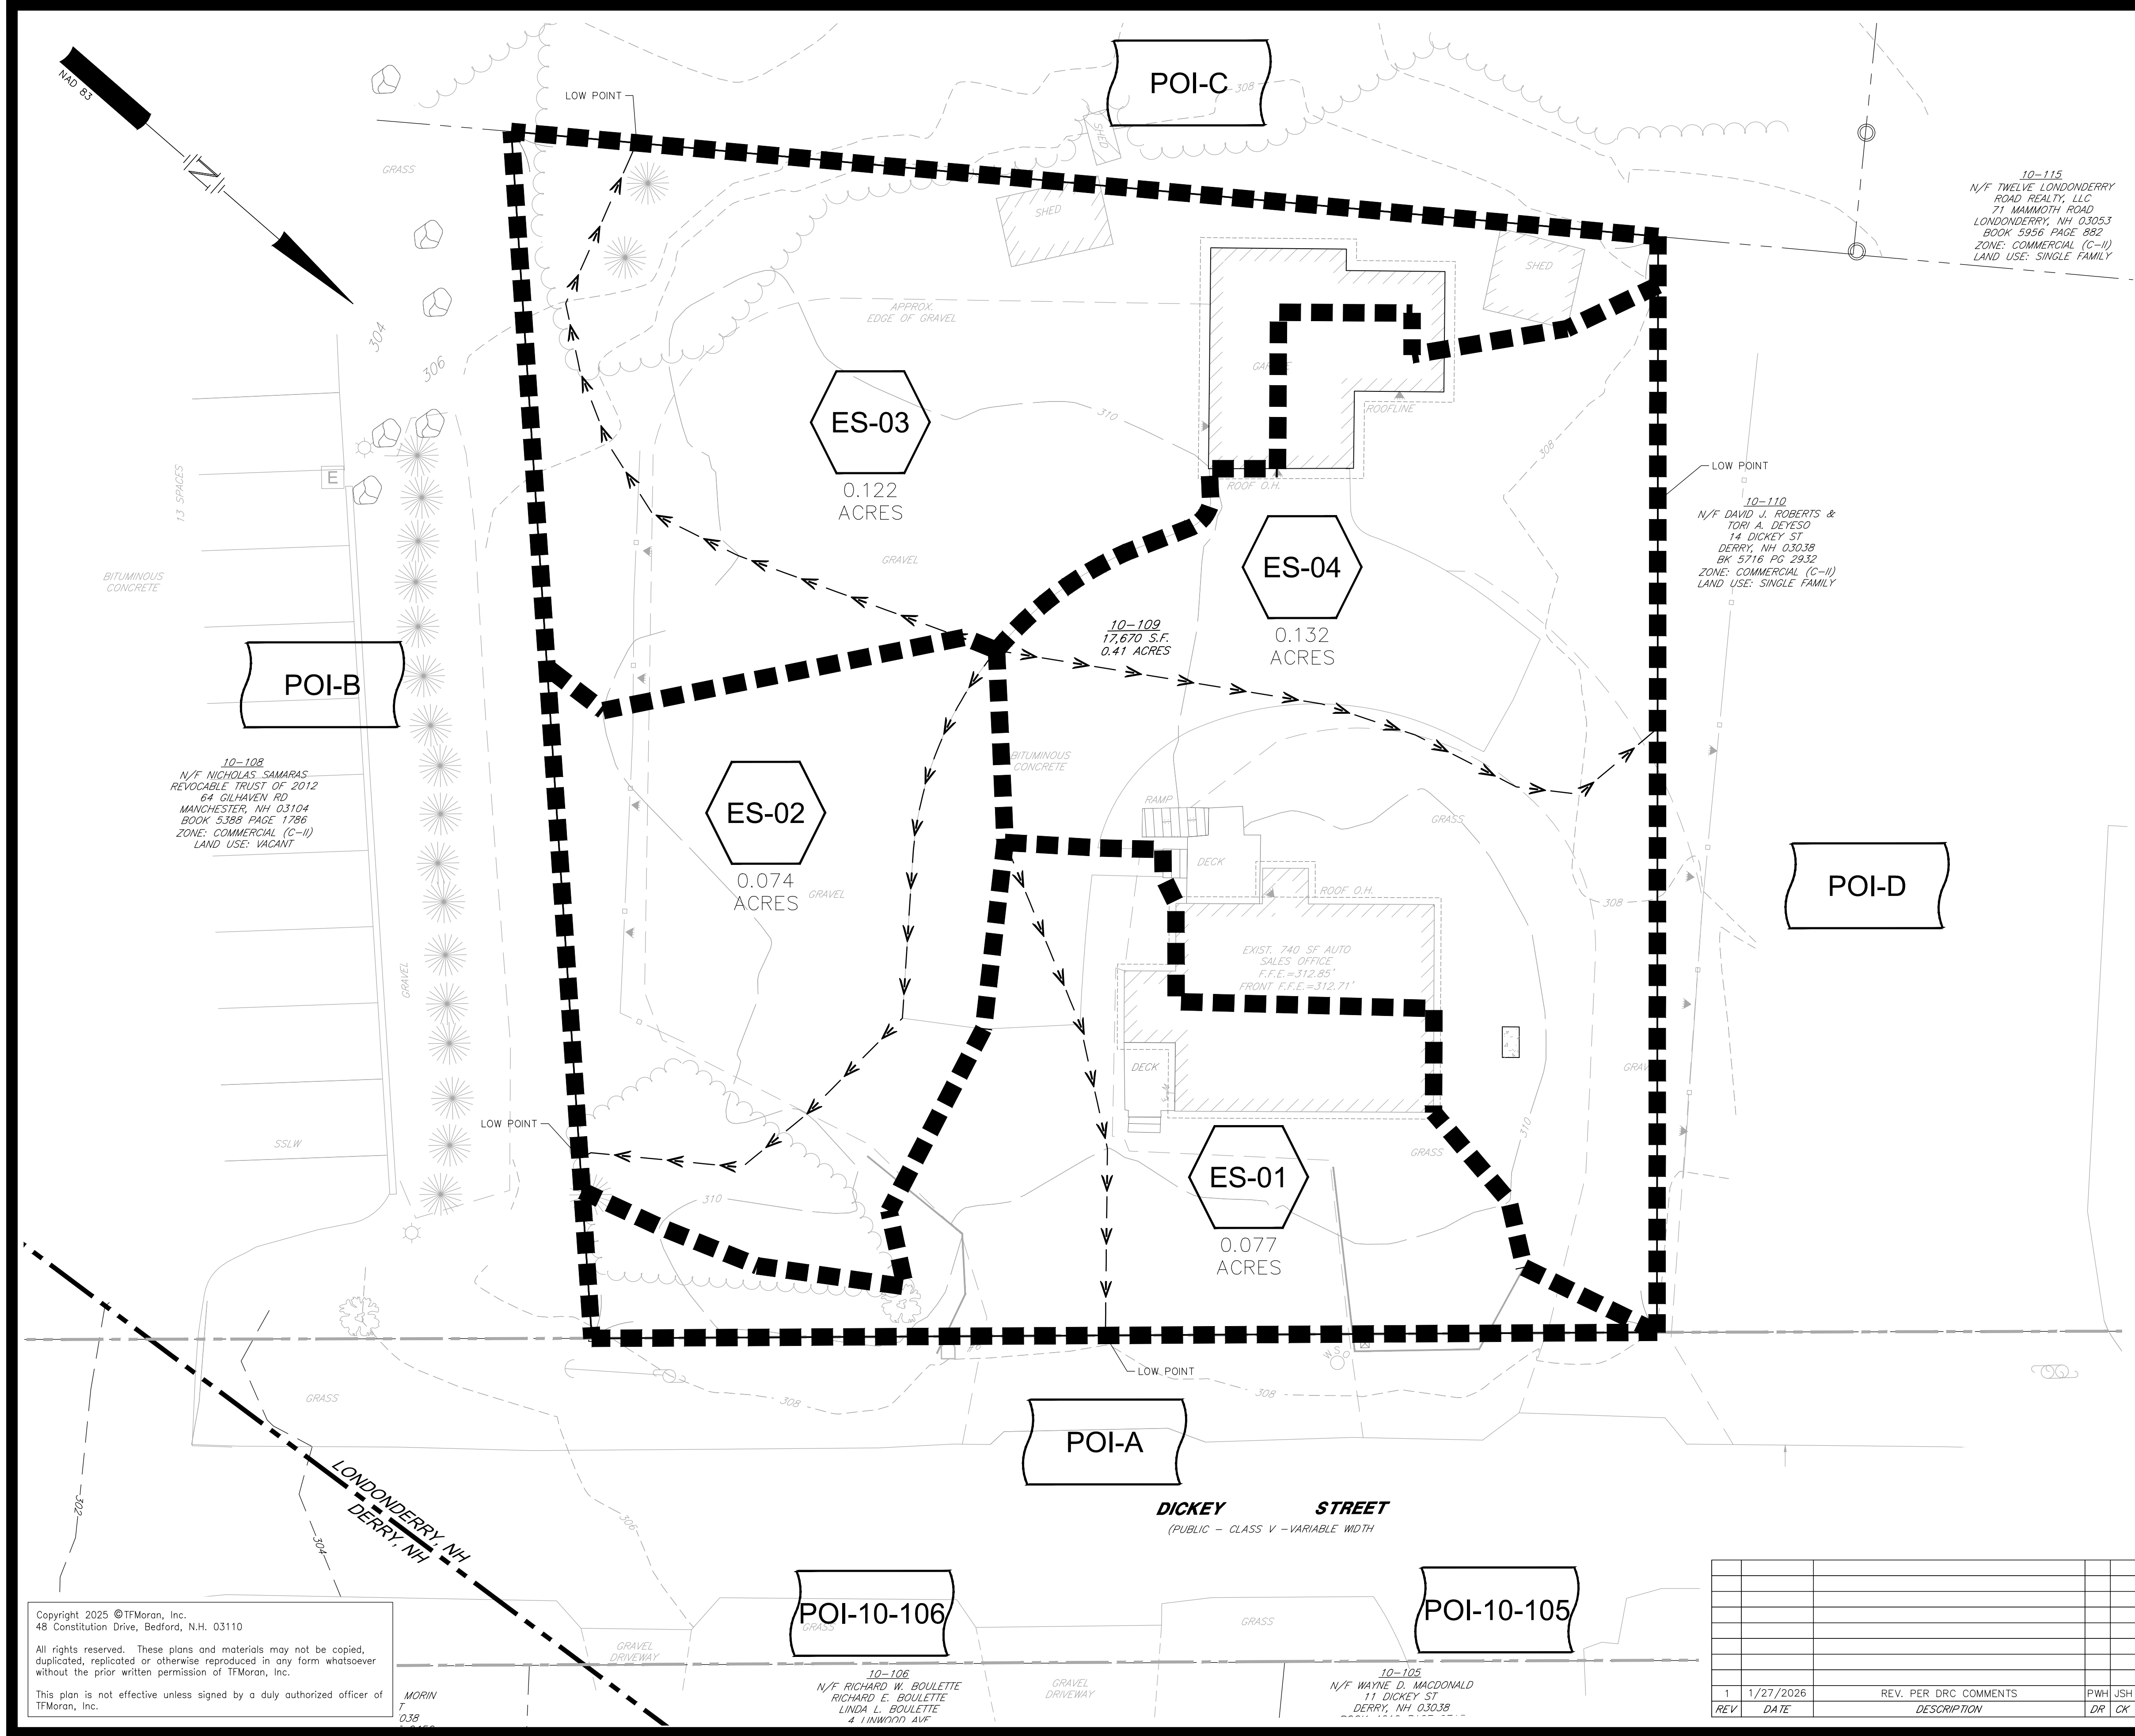 NAD 83
N
LOW POINT
POI-C
308
SHED
GRASS
SHED
SHED
10-115
N/F TWELVE LONDONDERRY
ROAD REALTY, LLC
71 MAMMOTH ROAD
LONDONDERRY, NH 03053
BOOK 5956 PAGE 882
ZONE: COMMERCIAL (C-II)
LAND USE: SINGLE FAMILY
304
306
APPROX.
EDGE OF GRAVEL
ES-03
0.122
ACRES
310
ROOFLINE
308
ROOF O.H.
LOW POINT
13 SPACES
E
10-110
N/F DAVID J. ROBERTS &
TORI A. DEYESO
14 DICKEY ST
DERRY, NH 03038
BK 5716 PG 2932
ZONE: COMMERCIAL (C-II)
LAND USE: SINGLE FAMILY
GRAVEL
ES-04
0.132
ACRES
BITUMINOUS
CONCRETE
10-109
17,670 S.F.
0.41 ACRES
POI-B
10-108
N/F NICHOLAS SAMARAS
REVOCABLE TRUST OF 2012
64 GILHAVEN RD
MANCHESTER, NH 03104
BOOK 5388 PAGE 1786
ZONE: COMMERCIAL (C-II)
LAND USE: VACANT
BITUMINOUS
CONCRETE
ES-02
0.074
ACRES
GRAVEL
RAMP
GRASS
DECK
ROOF O.H.
308
POI-D
EXIST. 740 SF AUTO
SALES OFFICE
F.F.E.=312.85'
FRONT F.F.E.=312.71'
GRAVEL
DECK
LOW POINT
SSLW
310
GRASS
310
ES-01
0.077
ACRES
LOW POINT
W.S.O
308
308
GRASS
POI-A
DICKEY STREET
(PUBLIC - CLASS V -VARIABLE WIDTH
302
304
306
LONDONDERRY, NH
DERRY, NH
POI-10-106
GRASS
POI-10-105
GRASS
GRAVEL
DRIVEWAY
GRAVEL
DRIVEWAY
10-106
N/F RICHARD W. BOULETTE
RICHARD E. BOULETTE
LINDA L. BOULETTE
4 LINWOOD AVE
10-105
N/F WAYNE D. MACDONALD
11 DICKEY ST
DERRY, NH 03038
Copyright 2025 ©TFMoran, Inc.
48 Constitution Drive, Bedford, N.H. 03110
All rights reserved. These plans and materials may not be copied,
duplicated, replicated or otherwise reproduced in any form whatsoever
without the prior written permission of TFMoran, Inc.
This plan is not effective unless signed by a duly authorized officer of
TFMoran, Inc.
MORIN
038
1 1/27/2026 REV. PER DRC COMMENTS PWH JSH
REV DATE DESCRIPTION DR CK